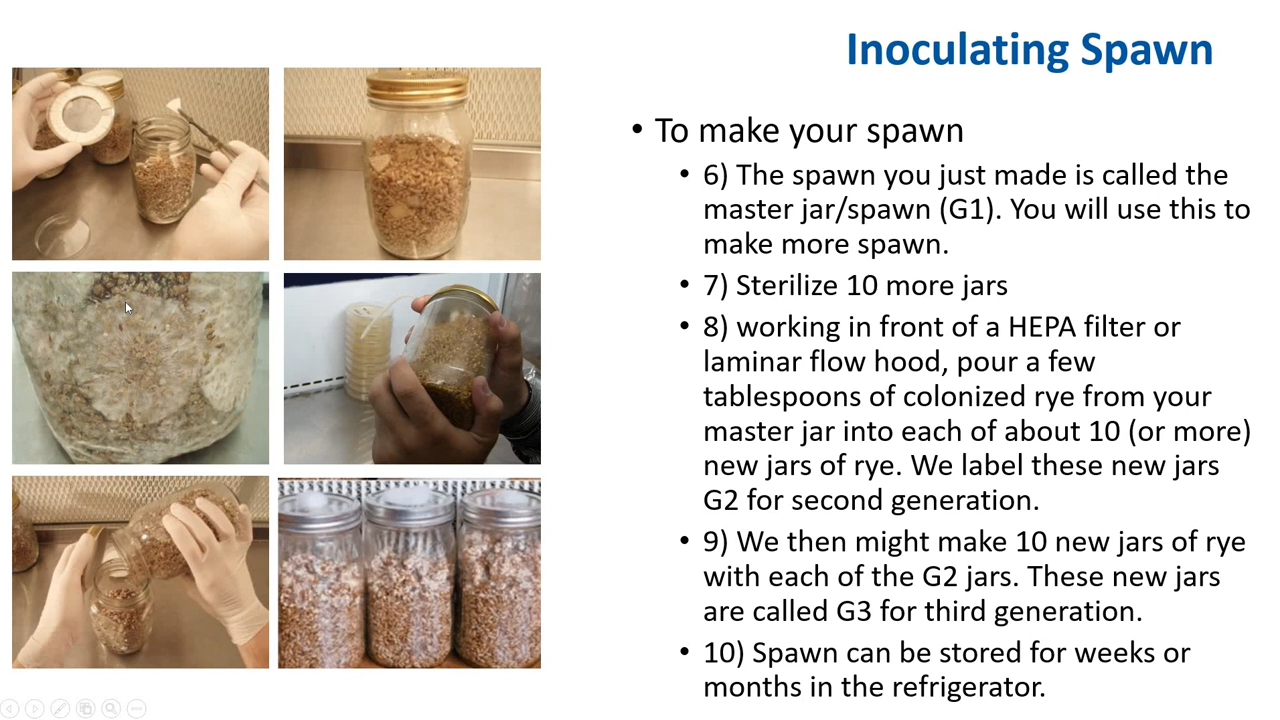 Inoculating Spawn
• To make your spawn
• 6) The spawn you just made is called the
master jar/spawn (G1). You will use this to
make more spawn.
• 7) Sterilize 10 more jars
• 8) working in front of a HEPA filter or
laminar flow hood, pour a few
tablespoons of colonized rye from your
master jar into each of about 10 (or more)
new jars of rye. We label these new jars
G2 for second generation.
• 9) We then might make 10 new jars of rye
with each of the G2 jars. These new jars
are called G3 for third generation.
• 10) Spawn can be stored for weeks or
months in the refrigerator.